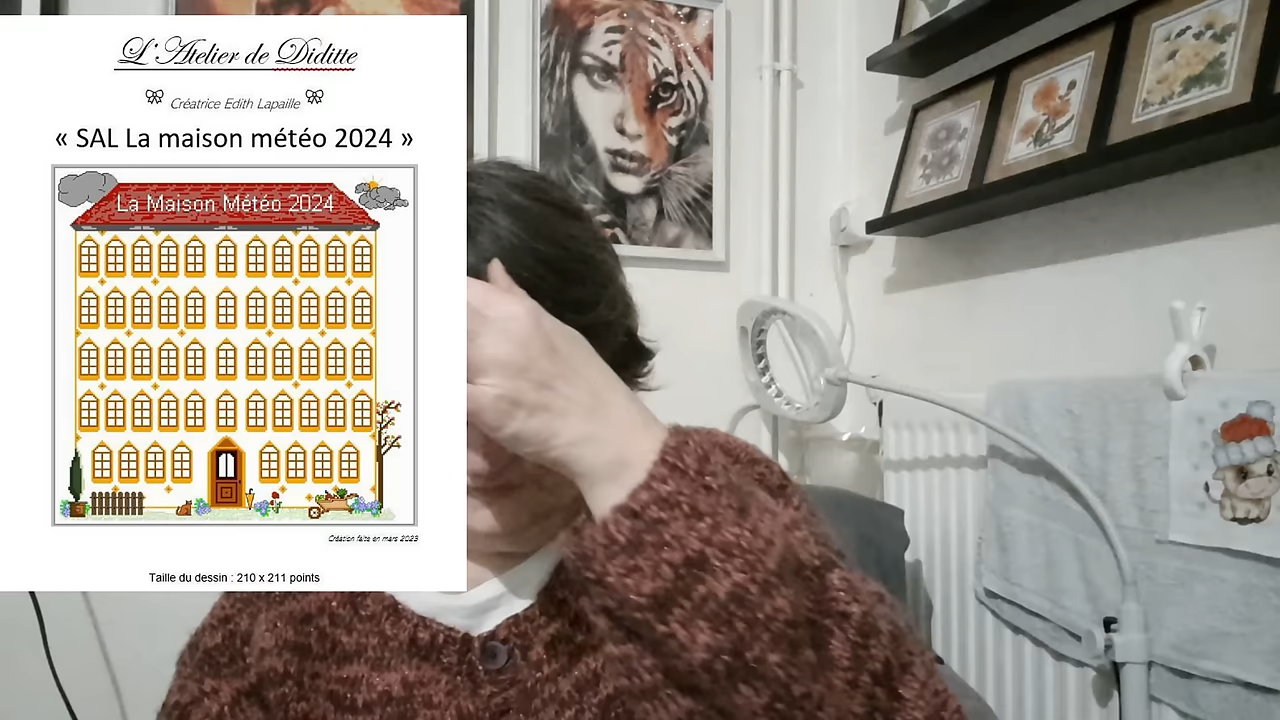 L'Atelier de Diditte
Créatrice Edith Lapaille
« SAL La maison météo 2024 »
La Maison Météo 2024
Création faite en mars 2023
Taille du dessin : 210 x 211 points